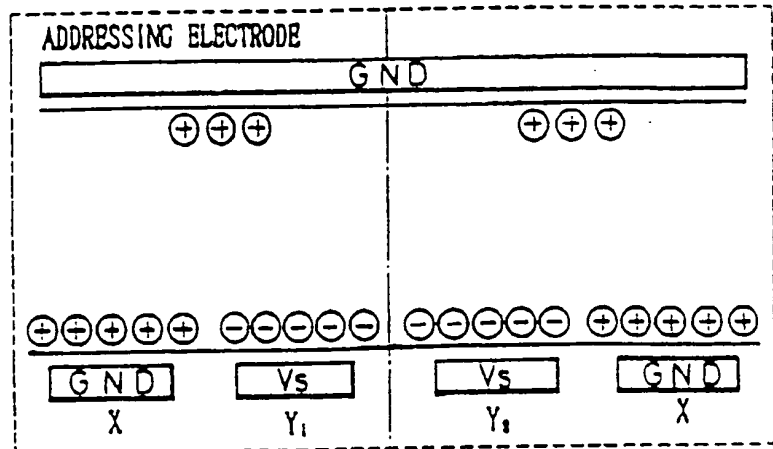 ADDRESSING ELECTRODE
GND
+ + + + + +
+ + + + + - - - - - - - - - - + + + + +
GND Vs Vs GND
X Y₁ Y₂ X